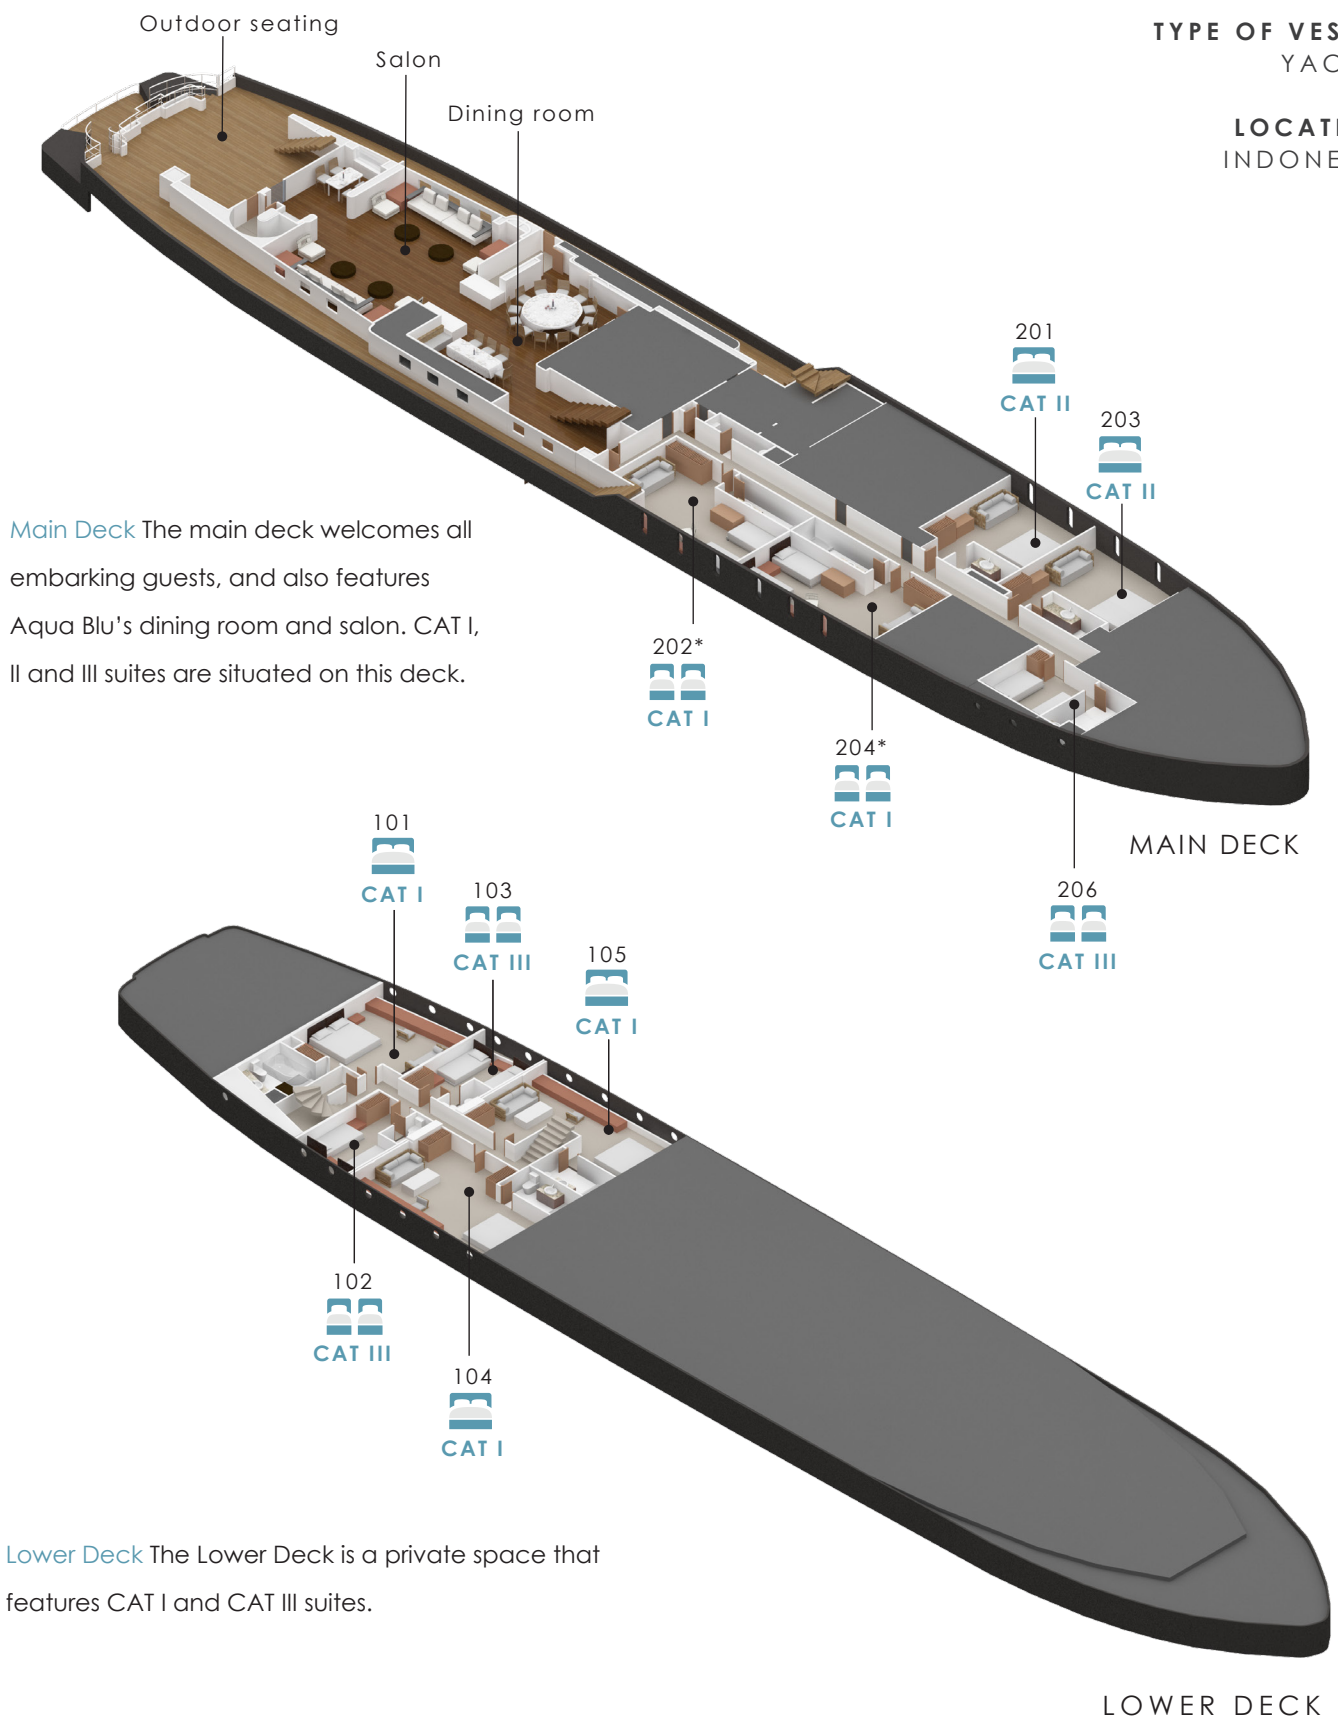 Outdoor seating
Salon
Dining room
TYPE OF VES
YAC
LOCATI
INDONE
201
CAT II
203
CAT II
Main Deck The main deck welcomes all
embarking guests, and also features
Aqua Blu's dining room and salon. CAT I,
II and III suites are situated on this deck.
202*
CAT I
204*
CAT I
MAIN DECK
206
CAT III
101
CAT I
103
CAT III
105
CAT I
102
CAT III
104
CAT I
Lower Deck The Lower Deck is a private space that
features CAT I and CAT III suites.
LOWER DECK